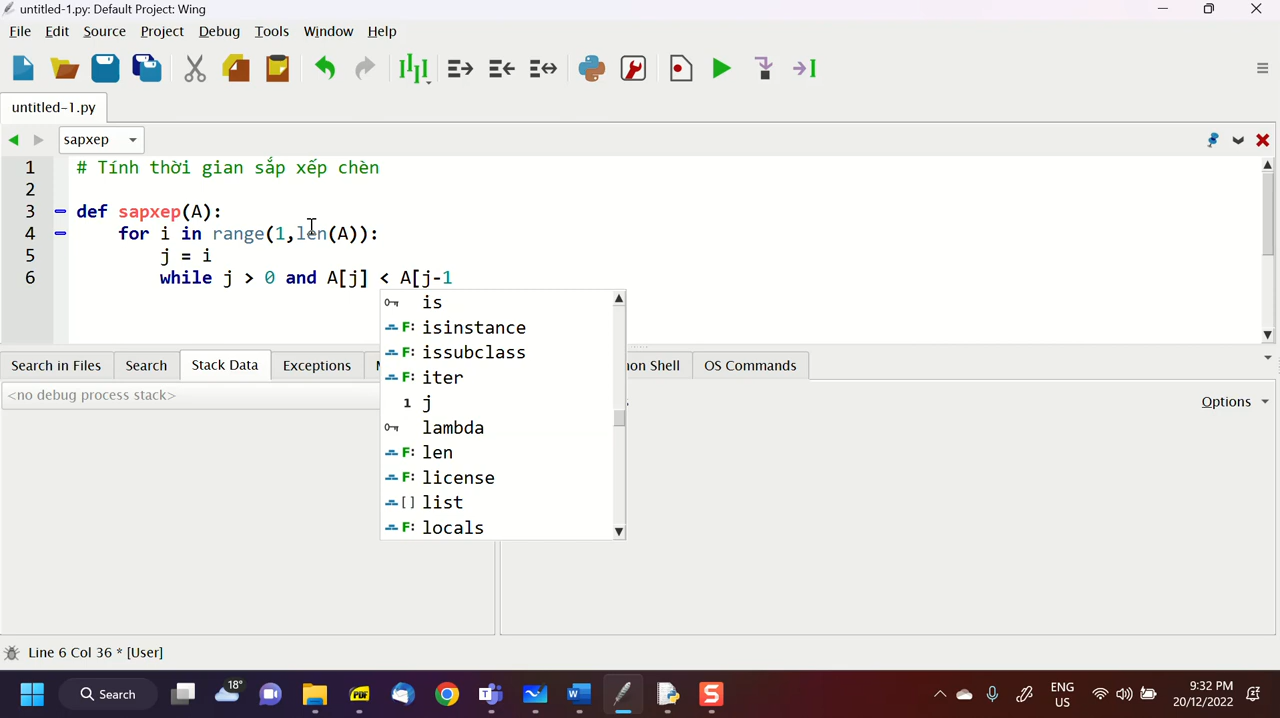 untitled-1.py: Default Project: Wing
File Edit Source Project Debug Tools Window Help
untitled-1.py
sapxep
1 # Tính thời gian sắp xếp chèn
2
3 def sapxep(A):
4 for i in range(1,len(A)):
5 j = i
6 while j > 0 and A[j] < A[j-1
is
F: isinstance
F: issubclass
F: iter
1 j
lambda
F: len
F: license
[] list
F: locals
Search in Files Search Stack Data Exceptions on Shell OS Commands
<no debug process stack>
Options
Line 6 Col 36 * [User]
Search
18°
PDF
ENG
US
9:32 PM
20/12/2022